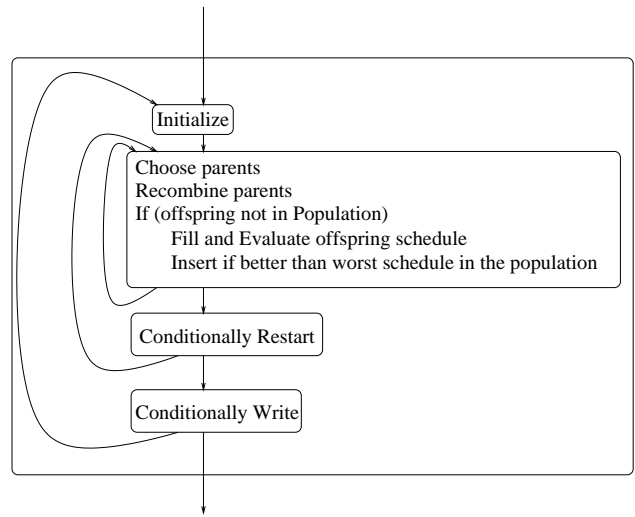 Initialize
Choose parents
Recombine parents
If (offspring not in Population)
Fill and Evaluate offspring schedule
Insert if better than worst schedule in the population
Conditionally Restart
Conditionally Write